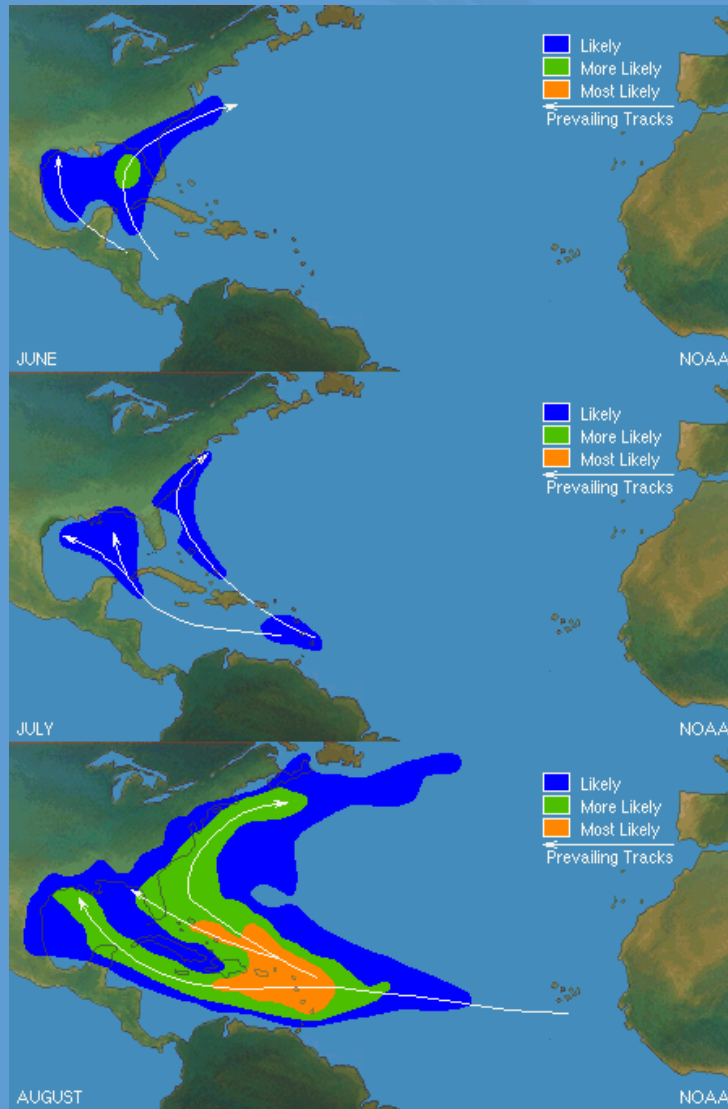 Likely
More Likely
Most Likely
Prevailing Tracks
JUNE
NOAA
Likely
More Likely
Most Likely
Prevailing Tracks
JULY
NOAA
Likely
More Likely
Most Likely
Prevailing Tracks
AUGUST
NOAA